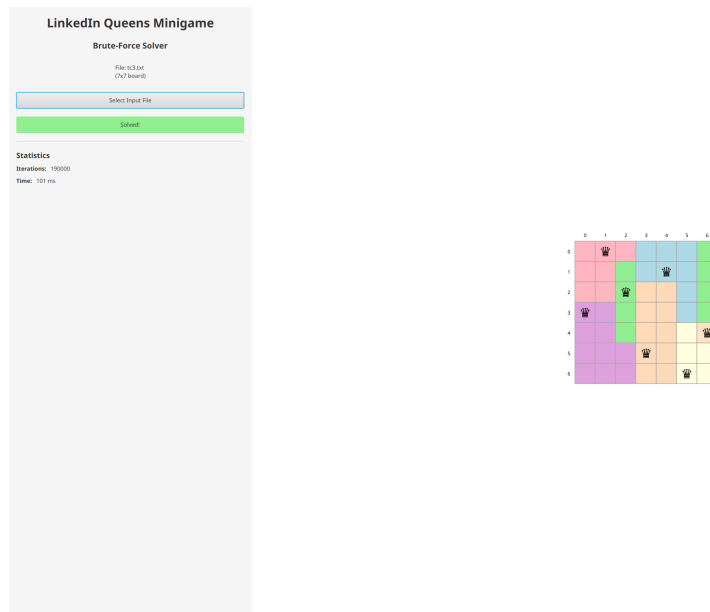 LinkedIn Queens Minigame
Brute-Force Solver
File: tc3.txt
(7x7 board)
Select Input File
Solved!
Statistics
Iterations: 190000
Time: 101 ms
0 1 2 3 4 5 6
0
1
2
3
4
5
6